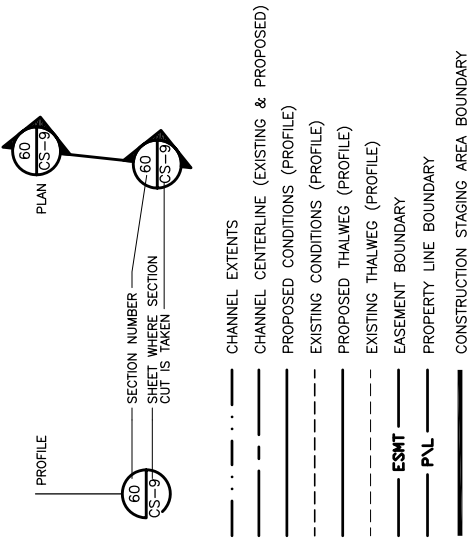 PROFILE
PLAN
60
CS-9
SECTION NUMBER
60
CS-9
SHEET WHERE SECTION
CUT IS TAKEN
60
CS-9
CHANNEL EXTENTS
CHANNEL CENTERLINE (EXISTING & PROPOSED)
PROPOSED CONDITIONS (PROFILE)
EXISTING CONDITIONS (PROFILE)
PROPOSED THALWEG (PROFILE)
EXISTING THALWEG (PROFILE)
ESMT EASEMENT BOUNDARY
P\L PROPERTY LINE BOUNDARY
CONSTRUCTION STAGING AREA BOUNDARY